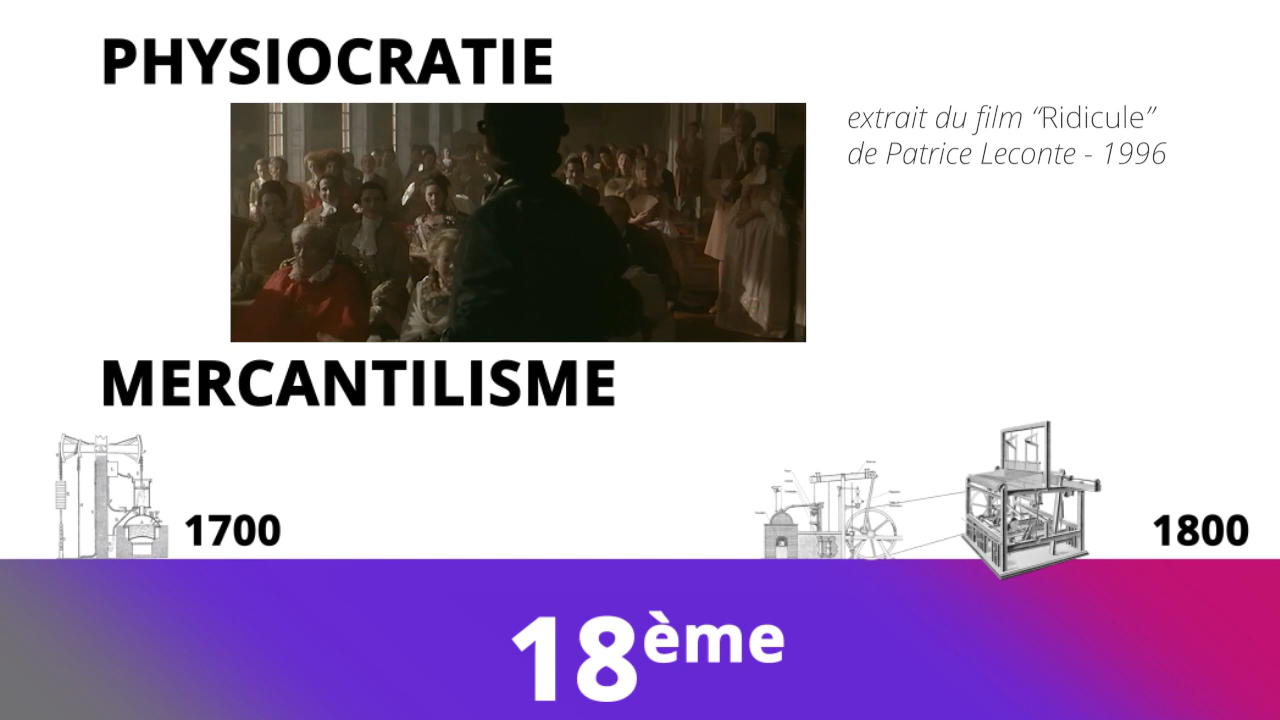 PHYSIOCRATIE
extrait du film “Ridicule”
de Patrice Leconte - 1996
MERCANTILISME
1700
1800
18ème